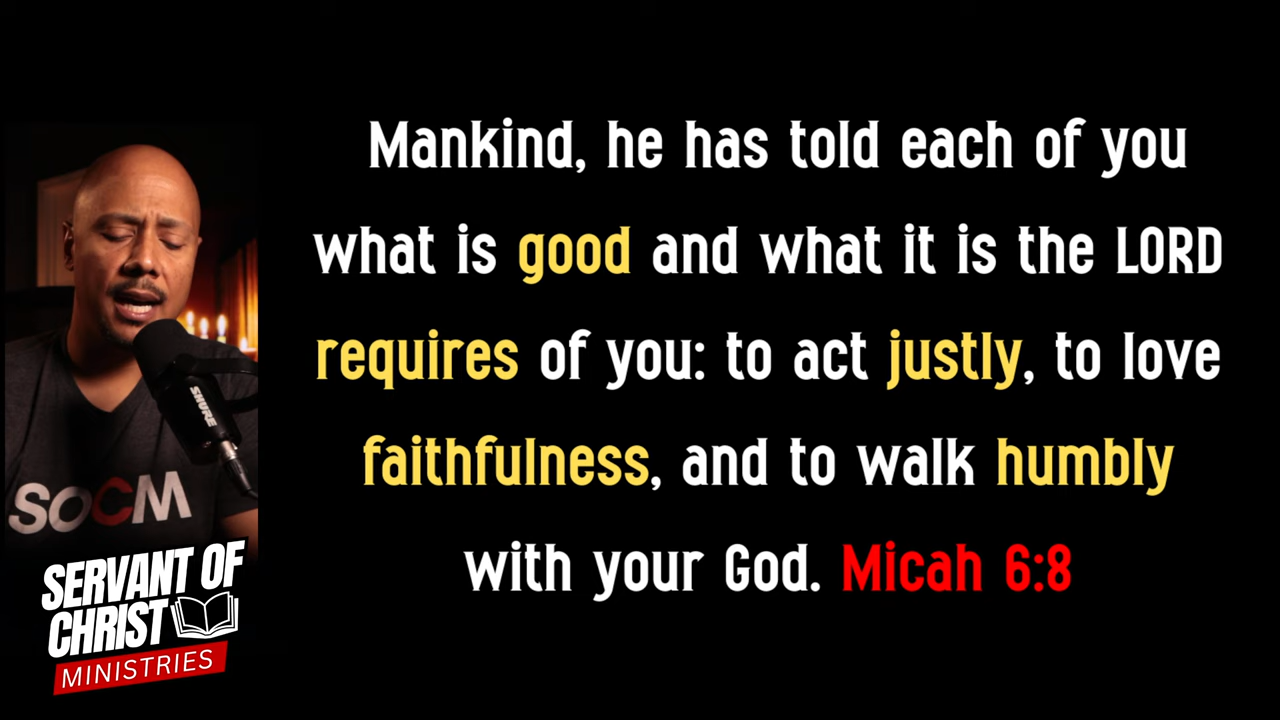 Mankind, he has told each of you
what is good and what it is the LORD
requires of you: to act justly, to love
faithfulness, and to walk humbly
with your God. Micah 6:8
SHURE
SOCM
SERVANT OF
CHRIST
MINISTRIES